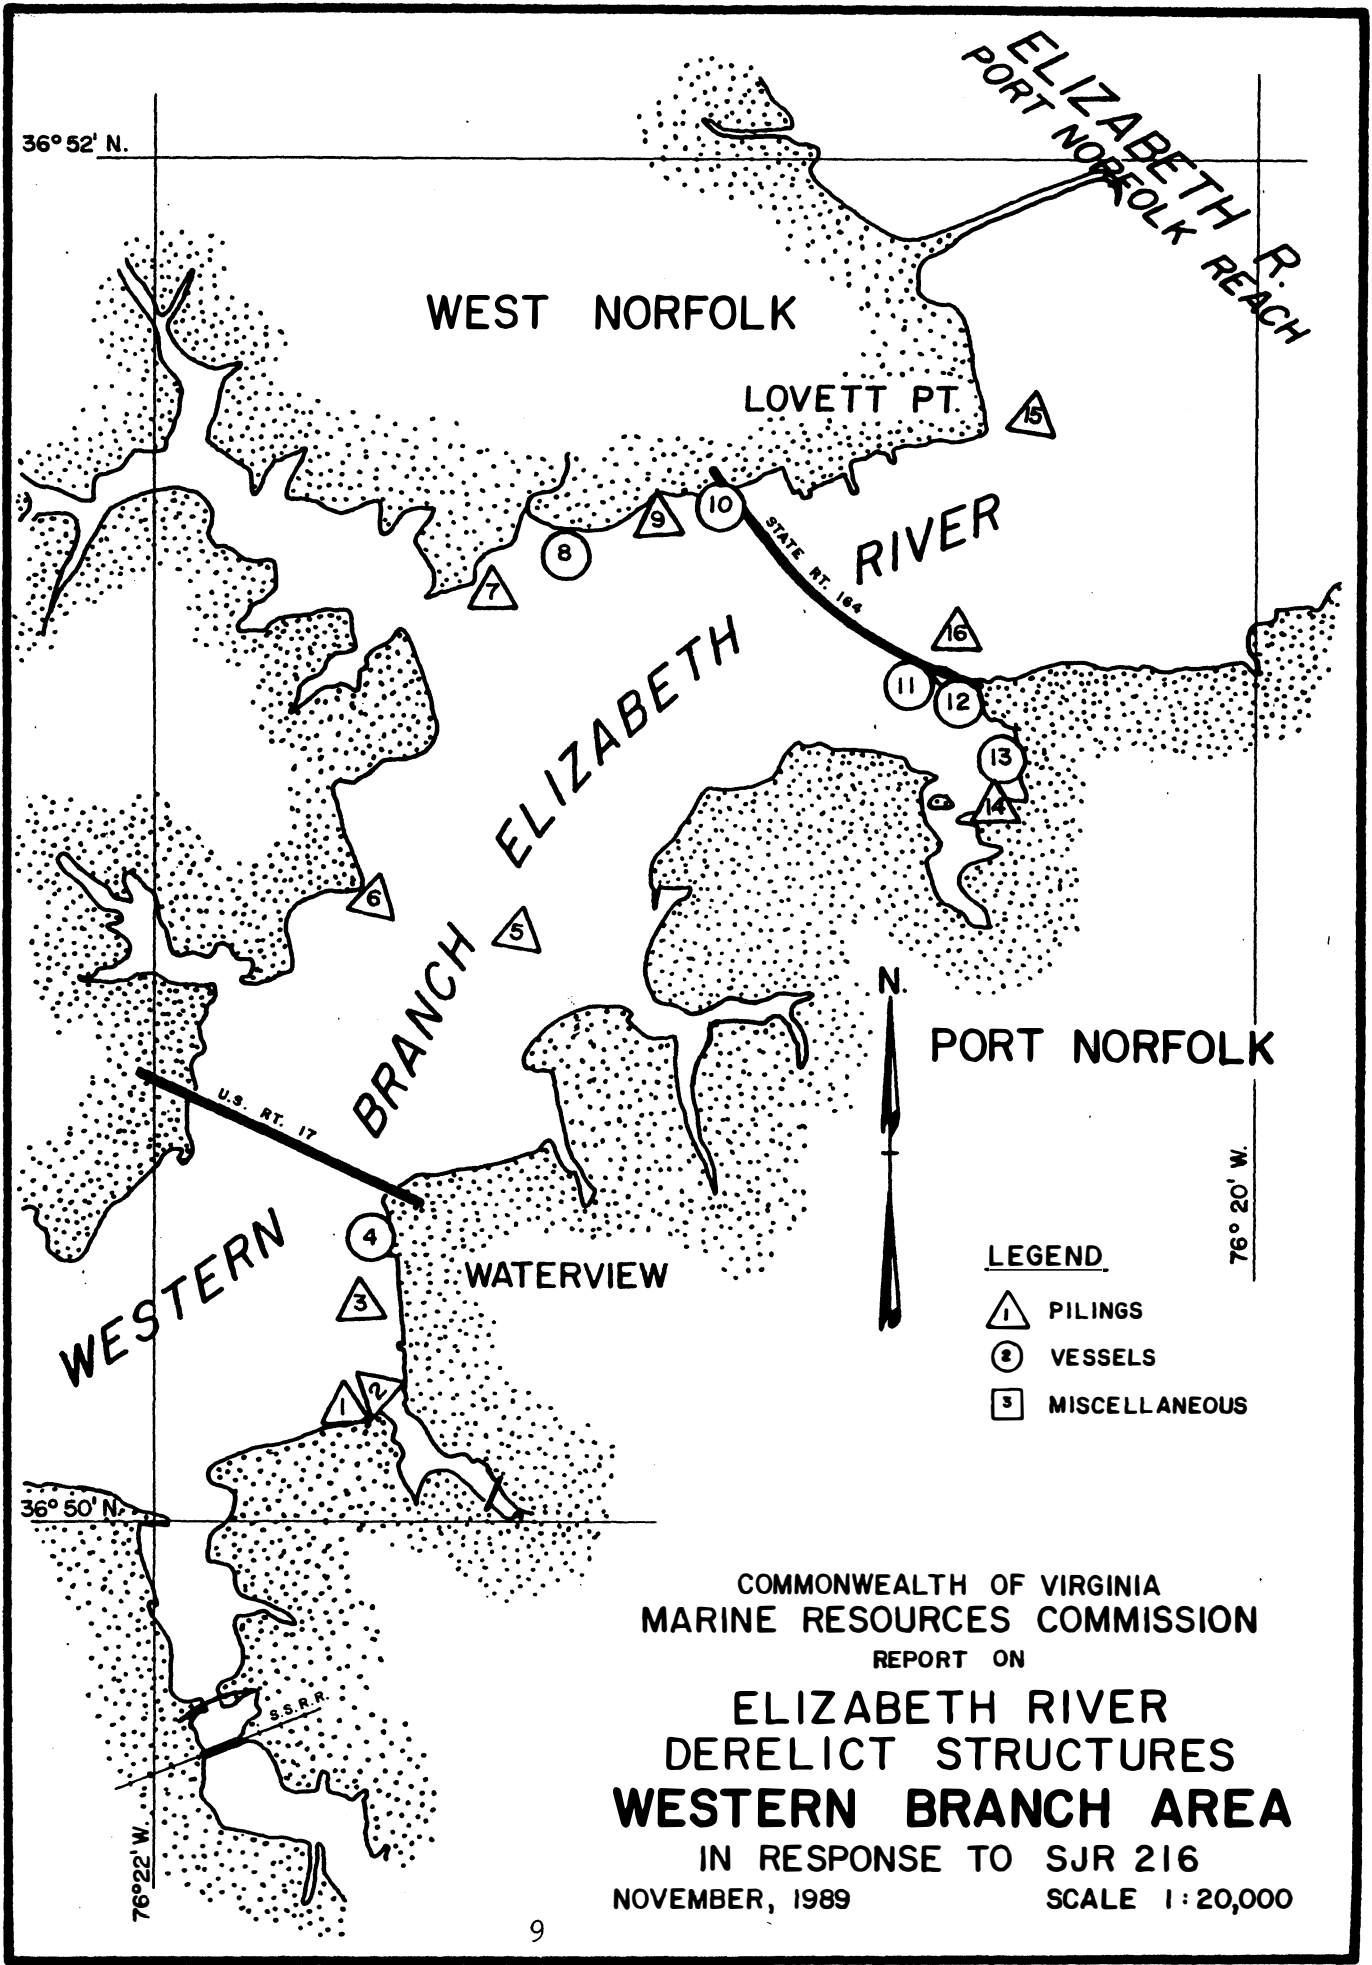 ELIZABETH R.
PORT NORFOLK REACH
36° 52' N.
WEST NORFOLK
LOVETT PT.
15
10
9
8
7
STATE RT. 164
RIVER
16
11
12
13
14
ELIZABETH
6
5
BRANCH
N.
PORT NORFOLK
U.S. RT. 17
4
WESTERN
WATERVIEW
3
1
2
76° 20' W.
LEGEND
1 PILINGS
2 VESSELS
3 MISCELLANEOUS
36° 50' N.
S.S.R.R.
76° 22' W.
COMMONWEALTH OF VIRGINIA
MARINE RESOURCES COMMISSION
REPORT ON
ELIZABETH RIVER
DERELICT STRUCTURES
WESTERN BRANCH AREA
IN RESPONSE TO SJR 216
NOVEMBER, 1989 SCALE 1 : 20,000
9